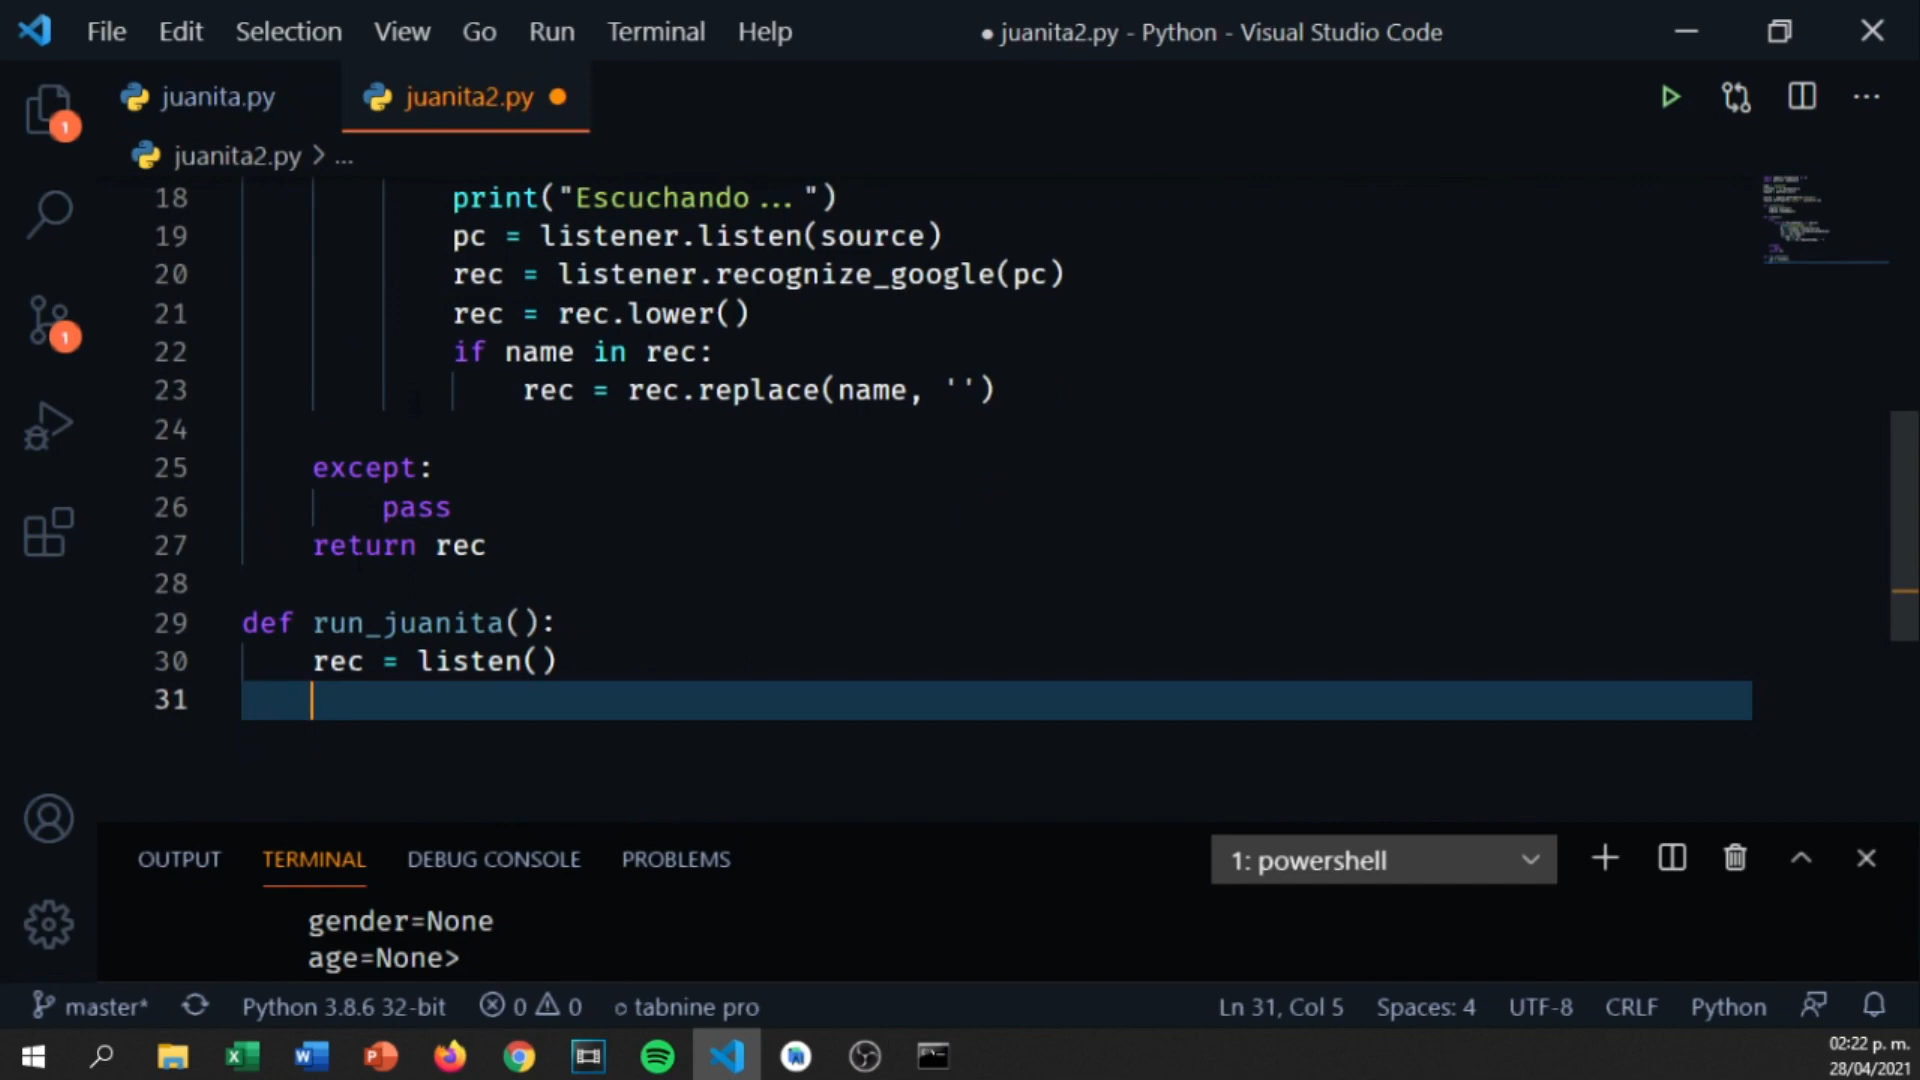 File Edit Selection View Go Run Terminal Help ● juanita2.py - Python - Visual Studio Code
juanita.py juanita2.py ●
juanita2.py > ...
18 print("Escuchando...")
19 pc = listener.listen(source)
20 rec = listener.recognize_google(pc)
21 rec = rec.lower()
22 if name in rec:
23 rec = rec.replace(name, '')
24
25 except:
26 pass
27 return rec
28
29 def run_juanita():
30 rec = listen()
31
1
1
OUTPUT TERMINAL DEBUG CONSOLE PROBLEMS 1: powershell
gender=None
age=None>
master* Python 3.8.6 32-bit 0 0 tabnine pro Ln 31, Col 5 Spaces: 4 UTF-8 CRLF Python
02:22 p. m.
28/04/2021